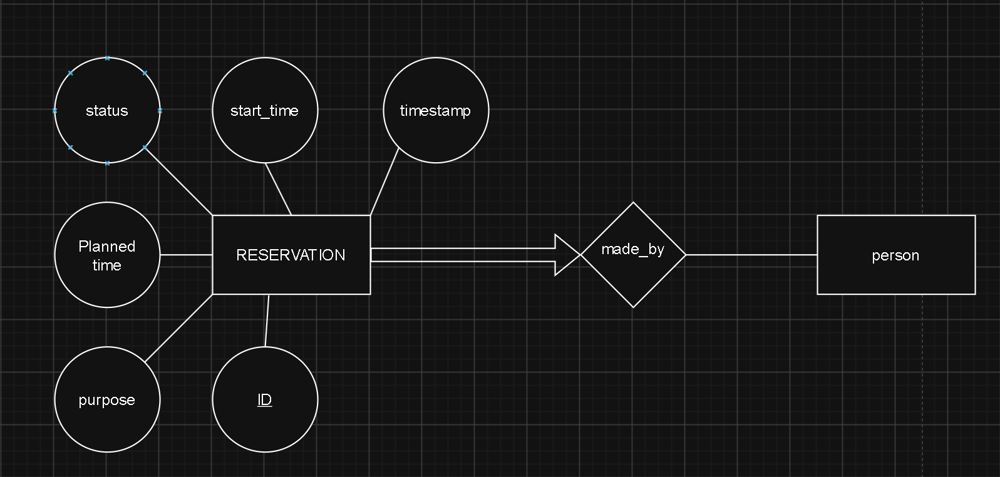 status
start_time
timestamp
Planned
time
RESERVATION
made_by
person
purpose
ID